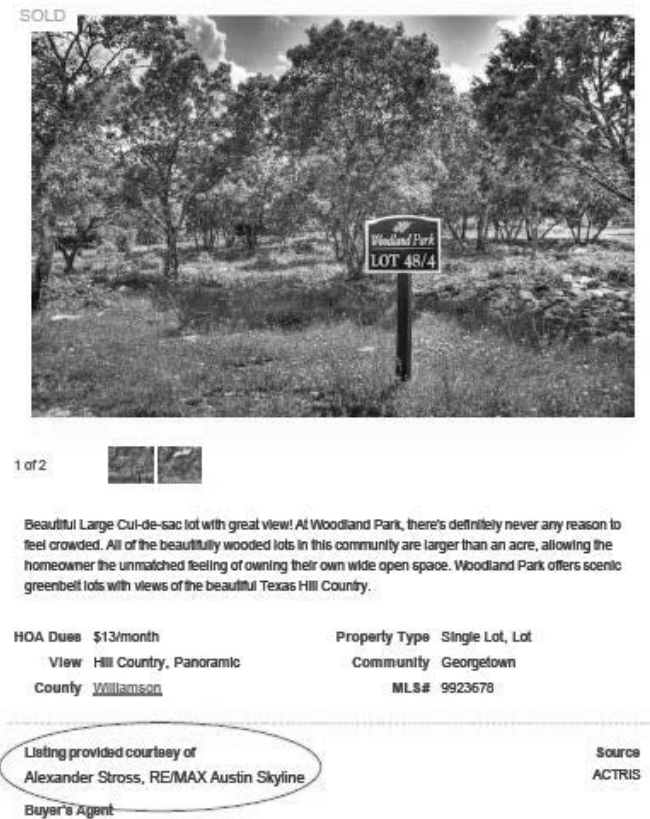 SOLD
Woodland Park
LOT 48/4
1 of 2
Beautiful Large Cul-de-sac lot with great view! At Woodland Park, there's definitely never any reason to
feel crowded. All of the beautifully wooded lots in this community are larger than an acre, allowing the
homeowner the unmatched feeling of owning their own wide open space. Woodland Park offers scenic
greenbelt lots with views of the beautiful Texas Hill Country.
HOA Dues $13/month
Property Type Single Lot, Lot
View Hill Country, Panoramic
Community Georgetown
County Williamson
MLS# 9923678
Listing provided courtesy of
Source
Alexander Stross, RE/MAX Austin Skyline
ACTRIS
Buyer's Agent